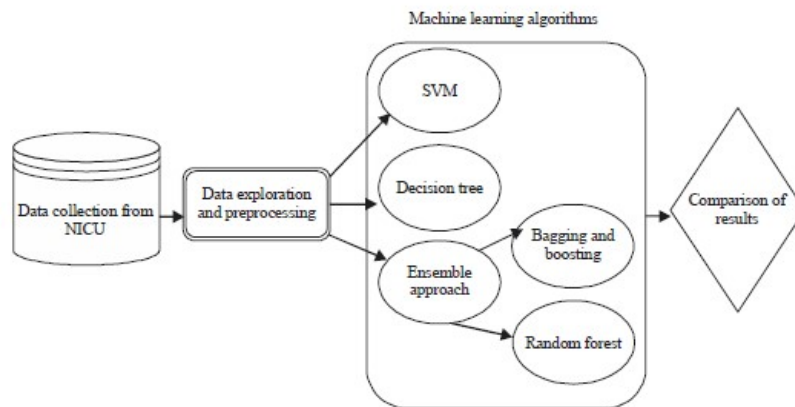 Machine learning algorithms
SVM
Data collection from
NICU
Data exploration
and preprocessing
Decision tree
Ensemble
approach
Bagging and
boosting
Random forest
Comparison of
results